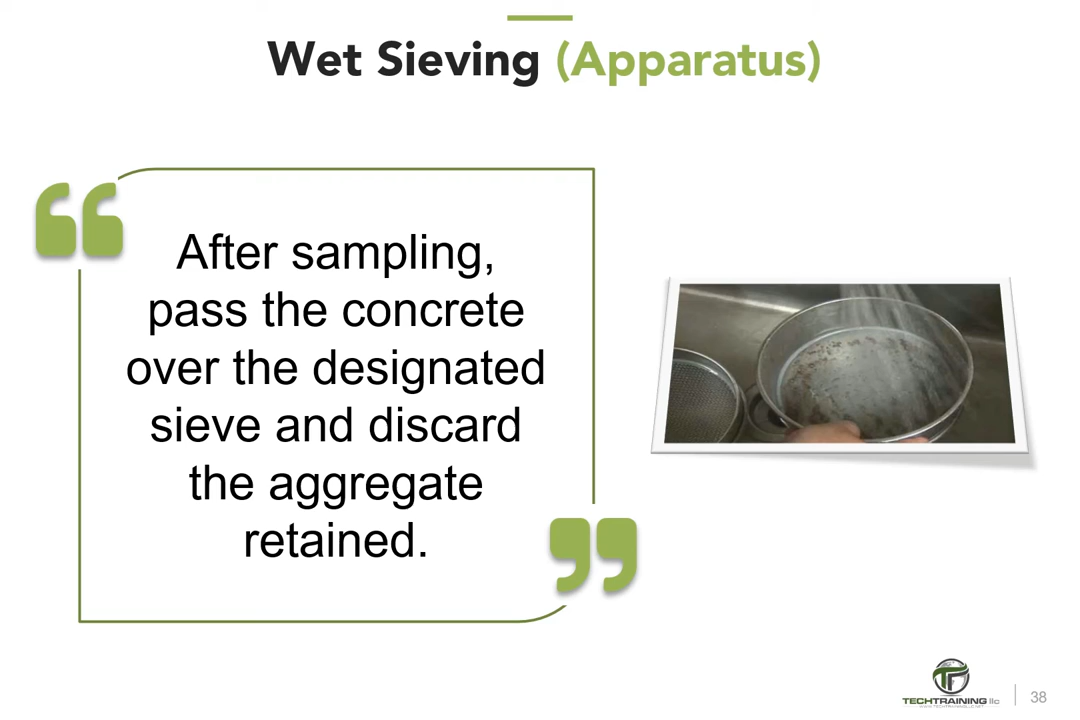 Wet Sieving (Apparatus)
After sampling,
pass the concrete
over the designated
sieve and discard
the aggregate
retained.
TECHTRAINING llc
38